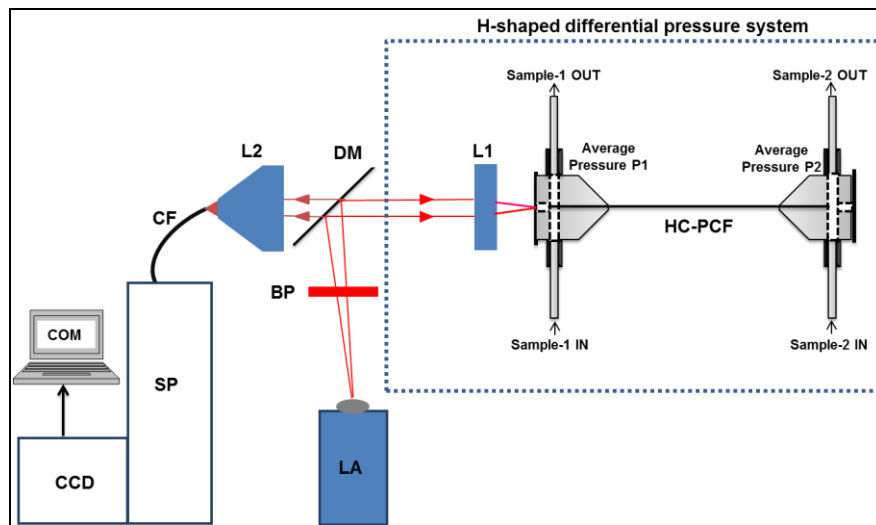 H-shaped differential pressure system
Sample-1 OUT
Sample-2 OUT
L2
DM
L1
Average
Pressure P1
Average
Pressure P2
CF
HC-PCF
BP
COM
Sample-1 IN
Sample-2 IN
SP
LA
CCD